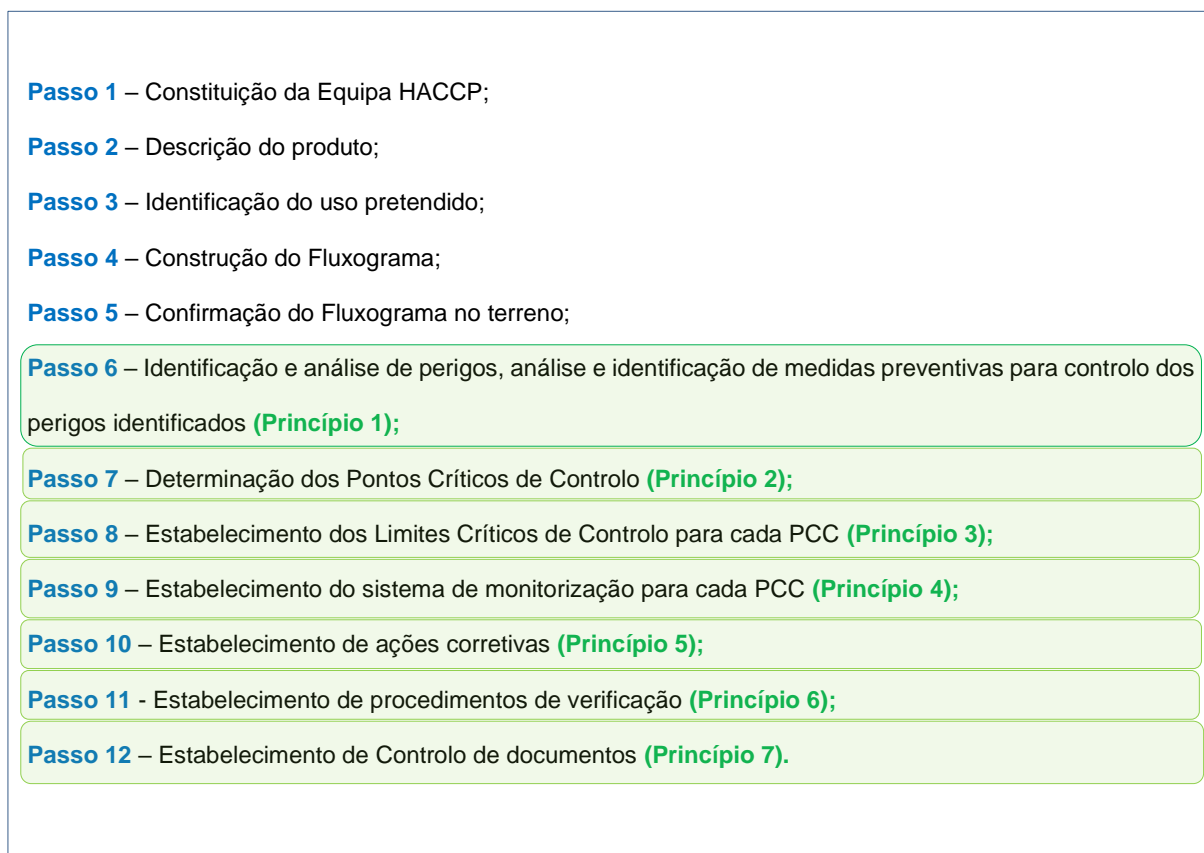 Passo 1 – Constituição da Equipa HACCP;
Passo 2 – Descrição do produto;
Passo 3 – Identificação do uso pretendido;
Passo 4 – Construção do Fluxograma;
Passo 5 – Confirmação do Fluxograma no terreno;
Passo 6 – Identificação e análise de perigos, análise e identificação de medidas preventivas para controlo dos
perigos identificados (Princípio 1);
Passo 7 – Determinação dos Pontos Críticos de Controlo (Princípio 2);
Passo 8 – Estabelecimento dos Limites Críticos de Controlo para cada PCC (Princípio 3);
Passo 9 – Estabelecimento do sistema de monitorização para cada PCC (Princípio 4);
Passo 10 – Estabelecimento de ações corretivas (Princípio 5);
Passo 11 - Estabelecimento de procedimentos de verificação (Princípio 6);
Passo 12 – Estabelecimento de Controlo de documentos (Princípio 7).